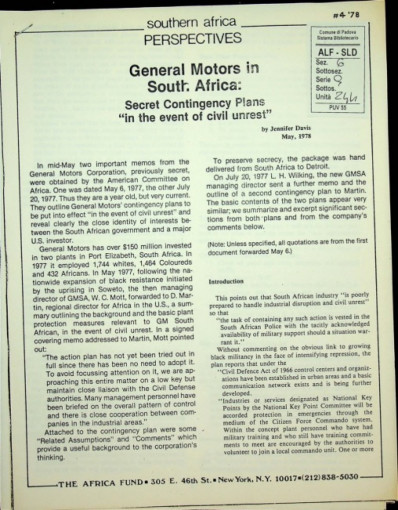 #4 '78
southern africa
PERSPECTIVES
Comune di Padova
Sistema Bibliotecario
ALF - SLD
Sez. 6
Sottosez.
Serie 9
Sottos.
Unità 244
PUV 55
General Motors in
South Africa:
Secret Contingency Plans
"in the event of civil unrest"
by Jennifer Davis
May, 1978
In mid-May two important memos from the
General Motors Corporation, previously secret,
were obtained by the American Committee on
Africa. One was dated May 6, 1977, the other July
20, 1977. Thus they are a year old, but very current.
They outline General Motors' contingency plans to
be put into effect "in the event of civil unrest" and
reveal clearly the close identity of interests be-
tween the South African government and a major
U.S. investor.
General Motors has over $150 million invested
in two plants in Port Elizabeth, South Africa. In
1977 it employed 1,744 whites, 1,464 Coloureds
and 432 Africans. In May 1977, following the na-
tionwide expansion of black resistance initiated
by the uprising in Soweto, the then managing
director of GMSA, W. C. Mott, forwarded to D. Mar-
tin, regional director for Africa in the U.S., a sum-
mary outlining the background and the basic plant
protection measures relevant to GM South
African, in the event of civil unrest. In a signed
covering memo addressed to Martin, Mott pointed
out:
"The action plan has not yet been tried out in
full since there has been no need to adopt it.
To avoid focussing attention on it, we are ap-
proaching this entire matter on a low key but
maintain close liaison with the Civil Defense
authorities. Many management personnel have
been briefed on the overall pattern of control
and there is close cooperation between com-
panies in the industrial areas."
Attached to the contingency plan were some
"Related Assumptions" and "Comments" which
provide a useful background to the corporation's
thinking.
To preserve secrecy, the package was hand
delivered from South Africa to Detroit.
On July 20, 1977 L. H. Wilking, the new GMSA
managing director sent a further memo and the
outline of a second contingency plan to Martin.
The basic contents of the two plans appear very
similar; we summarize and excerpt significant sec-
tions from both plans and from the company's
comments below.
(Note: Unless specified, all quotations are from the first
document forwarded May 6.)
Introduction
This points out that South African industry "is poorly
prepared to handle industrial disruption and civil unrest"
so that
"the task of containing any such action is vested in the
South African Police with the tacitly acknowledged
availability of military support should a situation war-
rant it."
Without commenting on the obvious link to growing
black militancy in the face of intensifying repression, the
plan reports that under the
"Civil Defence Act of 1966 control centers and organiz-
ations have been established in urban areas and a basic
communication network exists and is being further
developed.
"Industries or services designated as National Key
Points by the National Key Point Committee will be
accorded protection in emergencies through the
medium of the Citizen Force Commando system.
Within the concept plant personnel who have had
military training and who still have training commit-
ments to meet are encouraged by the authorities to
volunteer to join a local commando unit. One or more
THE AFRICA FUND • 305 E. 46th St. • New York, N.Y. 10017 • (212) 838-5030